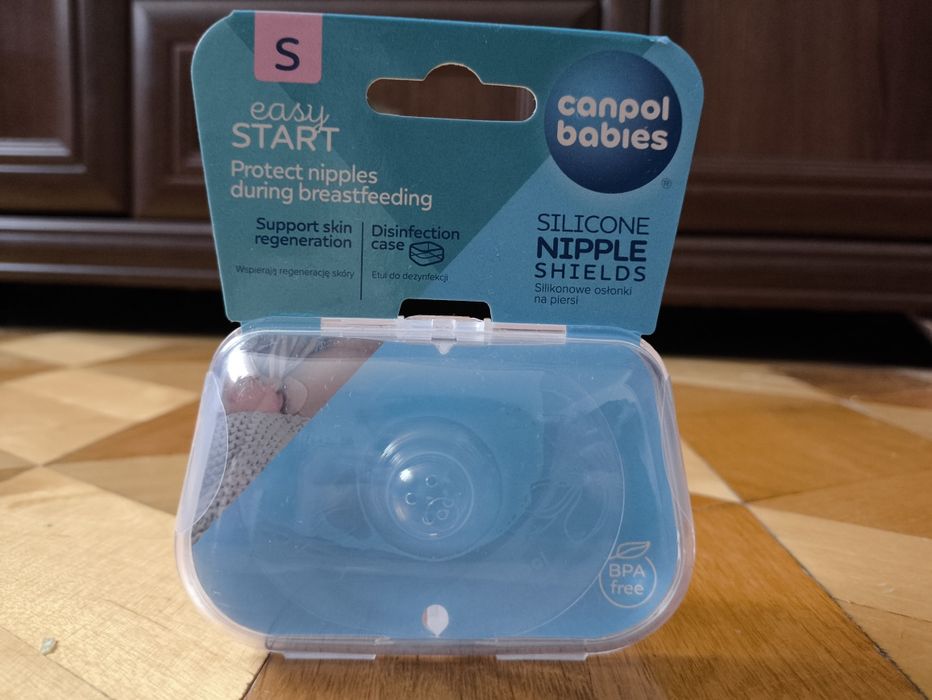 S
easy
START
Protect nipples
during breastfeeding
Support skin
regeneration
Wspierają regenerację skóry
Disinfection
case
Etui do dezynfekcji
canpol
babies
®
SILICONE
NIPPLE
SHIELDS
Silikonowe osłonki
na piersi
BPA
free